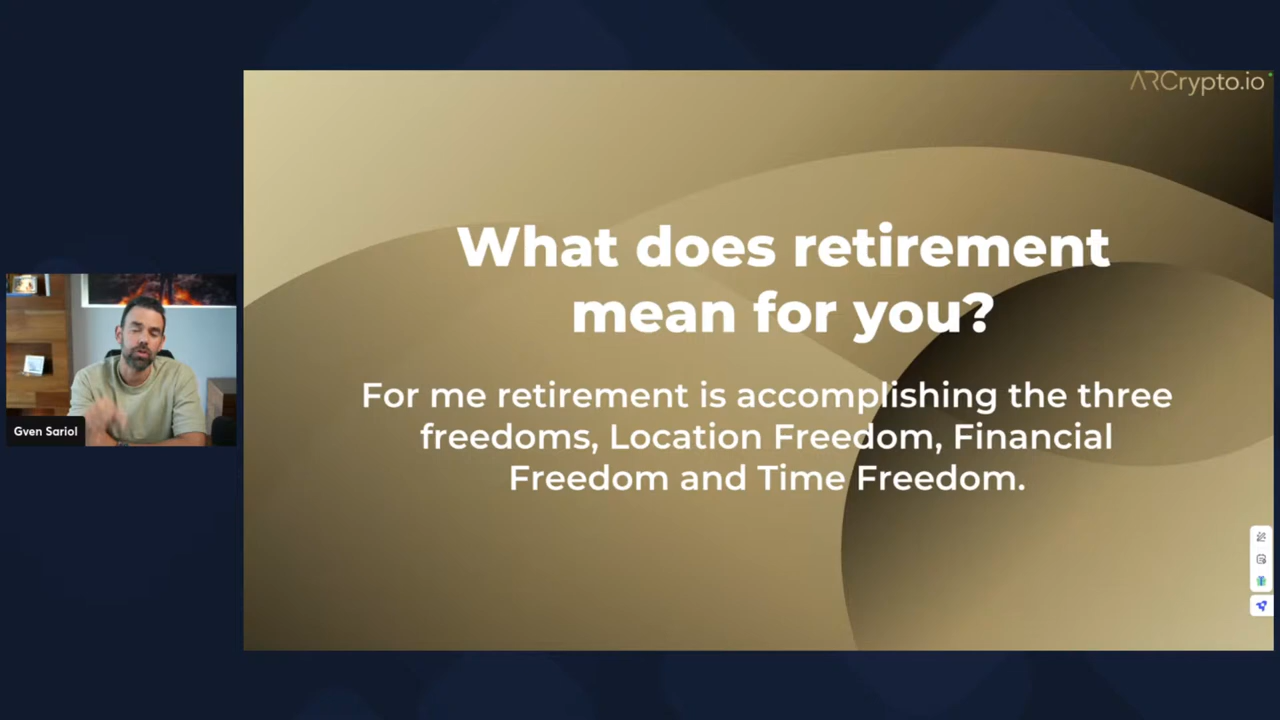 ARCrypto.io
What does retirement
mean for you?
For me retirement is accomplishing the three
freedoms, Location Freedom, Financial
Freedom and Time Freedom.
Gven Sariol